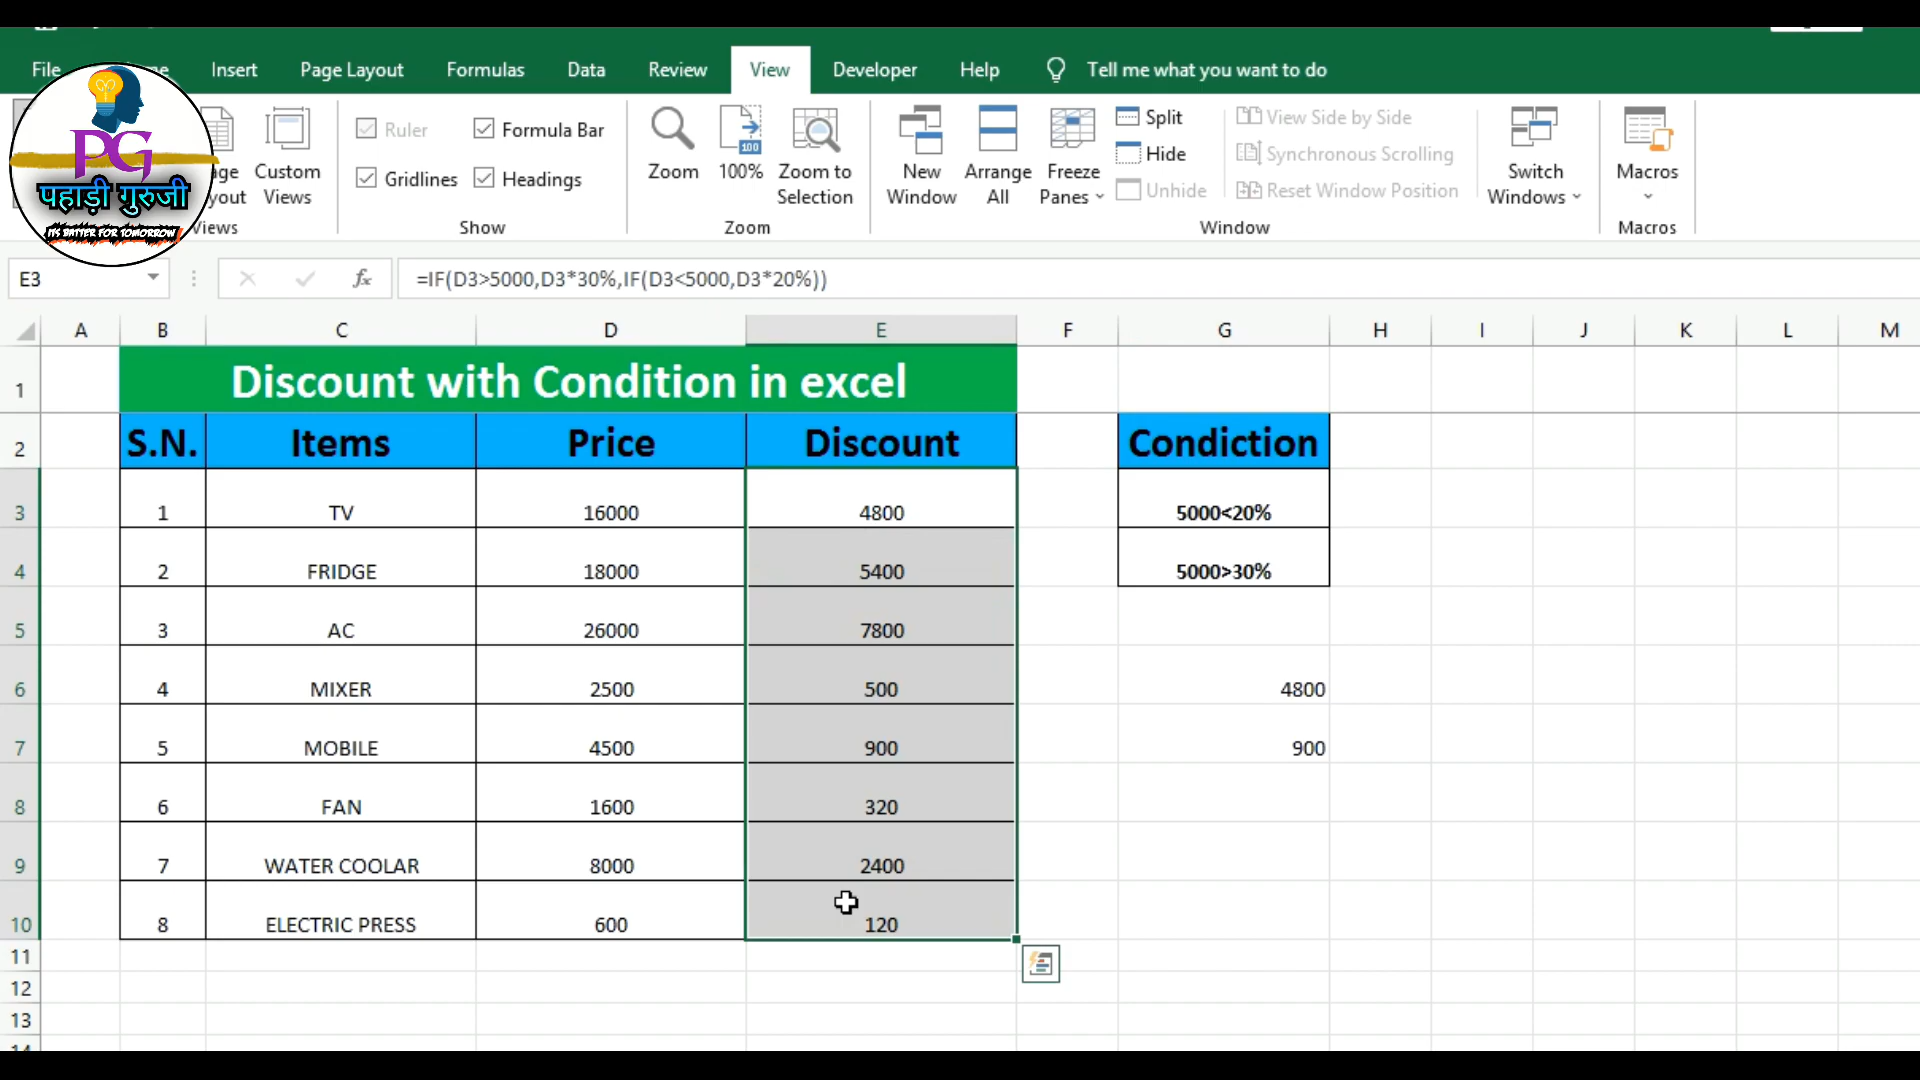 File Insert Page Layout Formulas Data Review View Developer Help Tell me what you want to do
PG
पहाड़ी गुरुजी
IT'S BATTER FOR TOMORROW
Custom Views
Ruler
Formula Bar
Gridlines
Headings
Show
Zoom
100%
100
Zoom to Selection
Zoom
New Window
Arrange All
Freeze Panes
Split
Hide
Unhide
View Side by Side
Synchronous Scrolling
Reset Window Position
Window
Switch Windows
Macros
Macros
E3 fx =IF(D3>5000,D3*30%,IF(D3<5000,D3*20%))
A B C D E F G H I J K L M
1 Discount with Condition in excel
2 S.N. Items Price Discount Condiction
3 1 TV 16000 4800 5000<20%
4 2 FRIDGE 18000 5400 5000>30%
5 3 AC 26000 7800
6 4 MIXER 2500 500 4800
7 5 MOBILE 4500 900 900
8 6 FAN 1600 320
9 7 WATER COOLAR 8000 2400
10 8 ELECTRIC PRESS 600 120
11
12
13